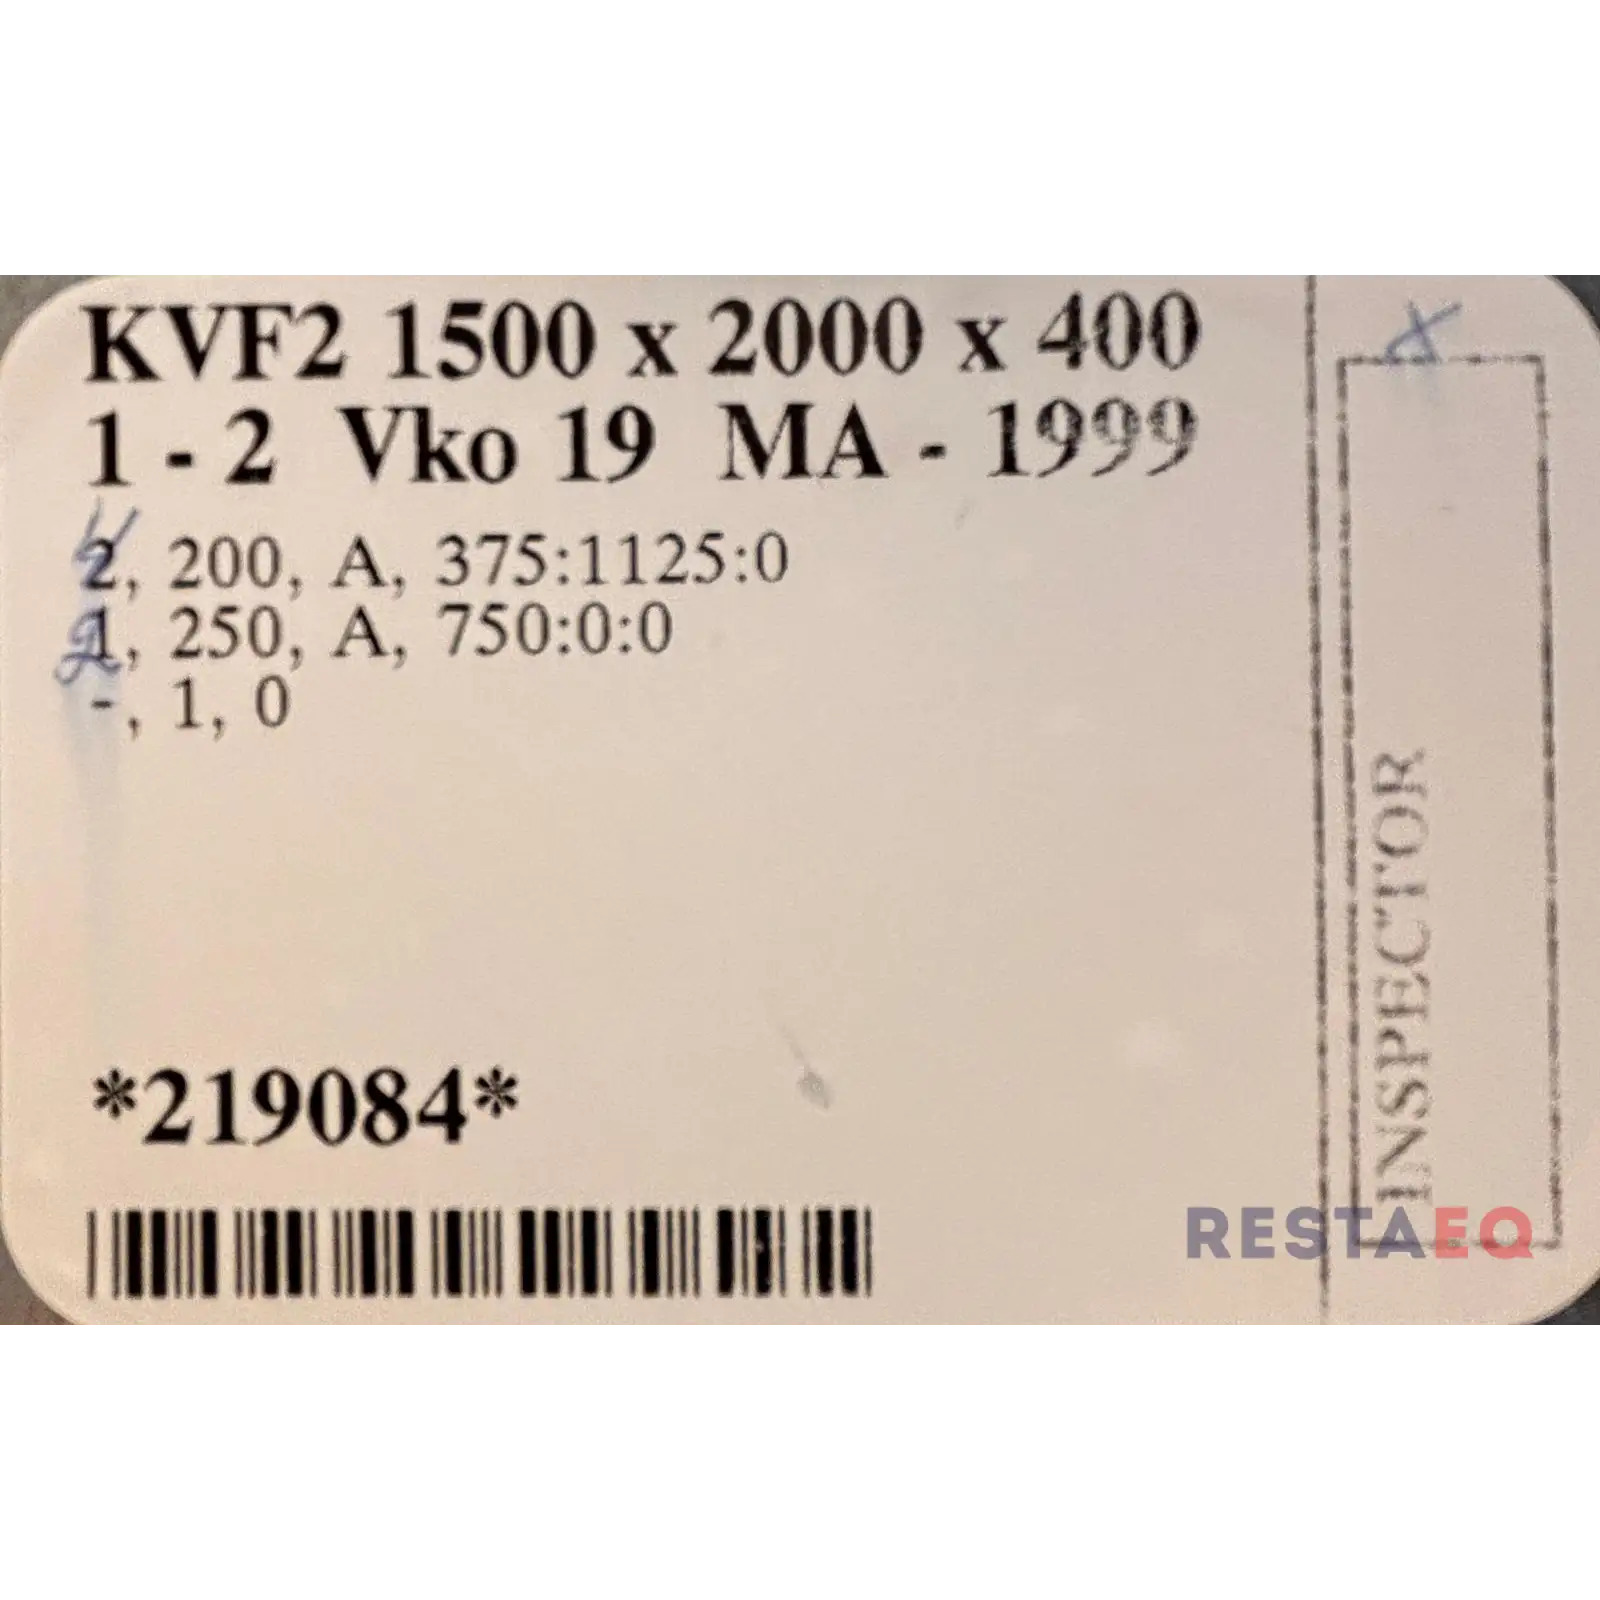 KVF2 1500 x 2000 x 400
1 - 2 Vko 19 MA - 1999
2, 200, A, 375:1125:0
1, 250, A, 750:0:0
-, 1, 0
*219084*
INSPECTOR
RESTAEQ